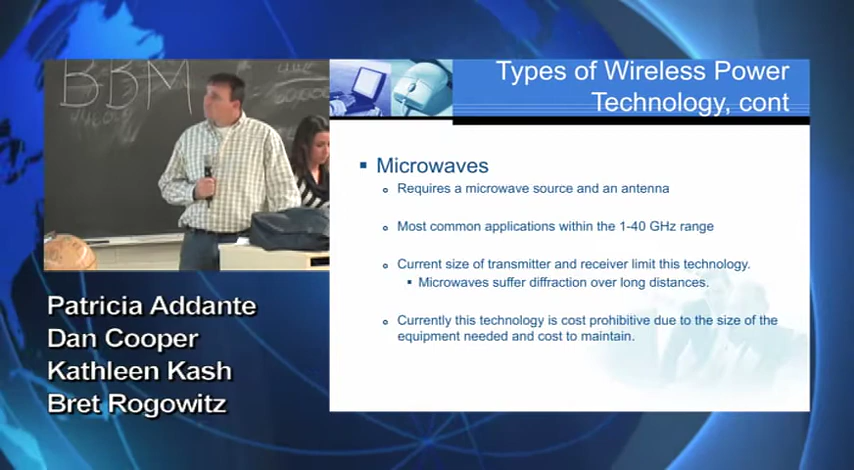 BBM
Types of Wireless Power
Technology, cont
▪ Microwaves
Requires a microwave source and an antenna
Most common applications within the 1-40 GHz range
Current size of transmitter and receiver limit this technology.
▪ Microwaves suffer diffraction over long distances.
Currently this technology is cost prohibitive due to the size of the
equipment needed and cost to maintain.
Patricia Addante
Dan Cooper
Kathleen Kash
Bret Rogowitz